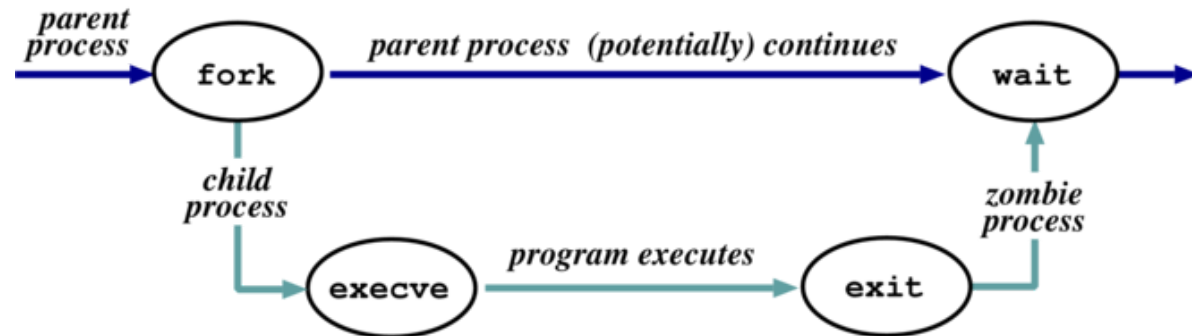 parent
process
fork
parent process (potentially) continues
wait
child
process
zombie
process
execve
program executes
exit